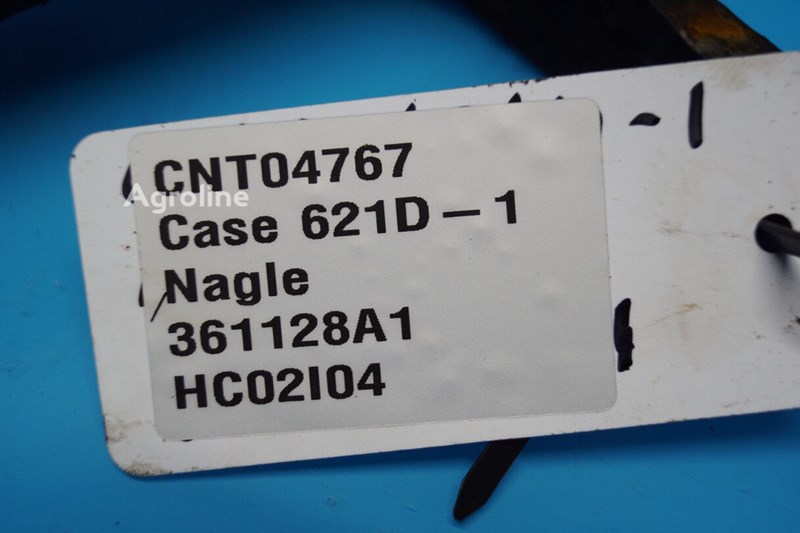 CNT04767
Agroline
Case 621D – 1
Nagle
361128A1
HC02I04